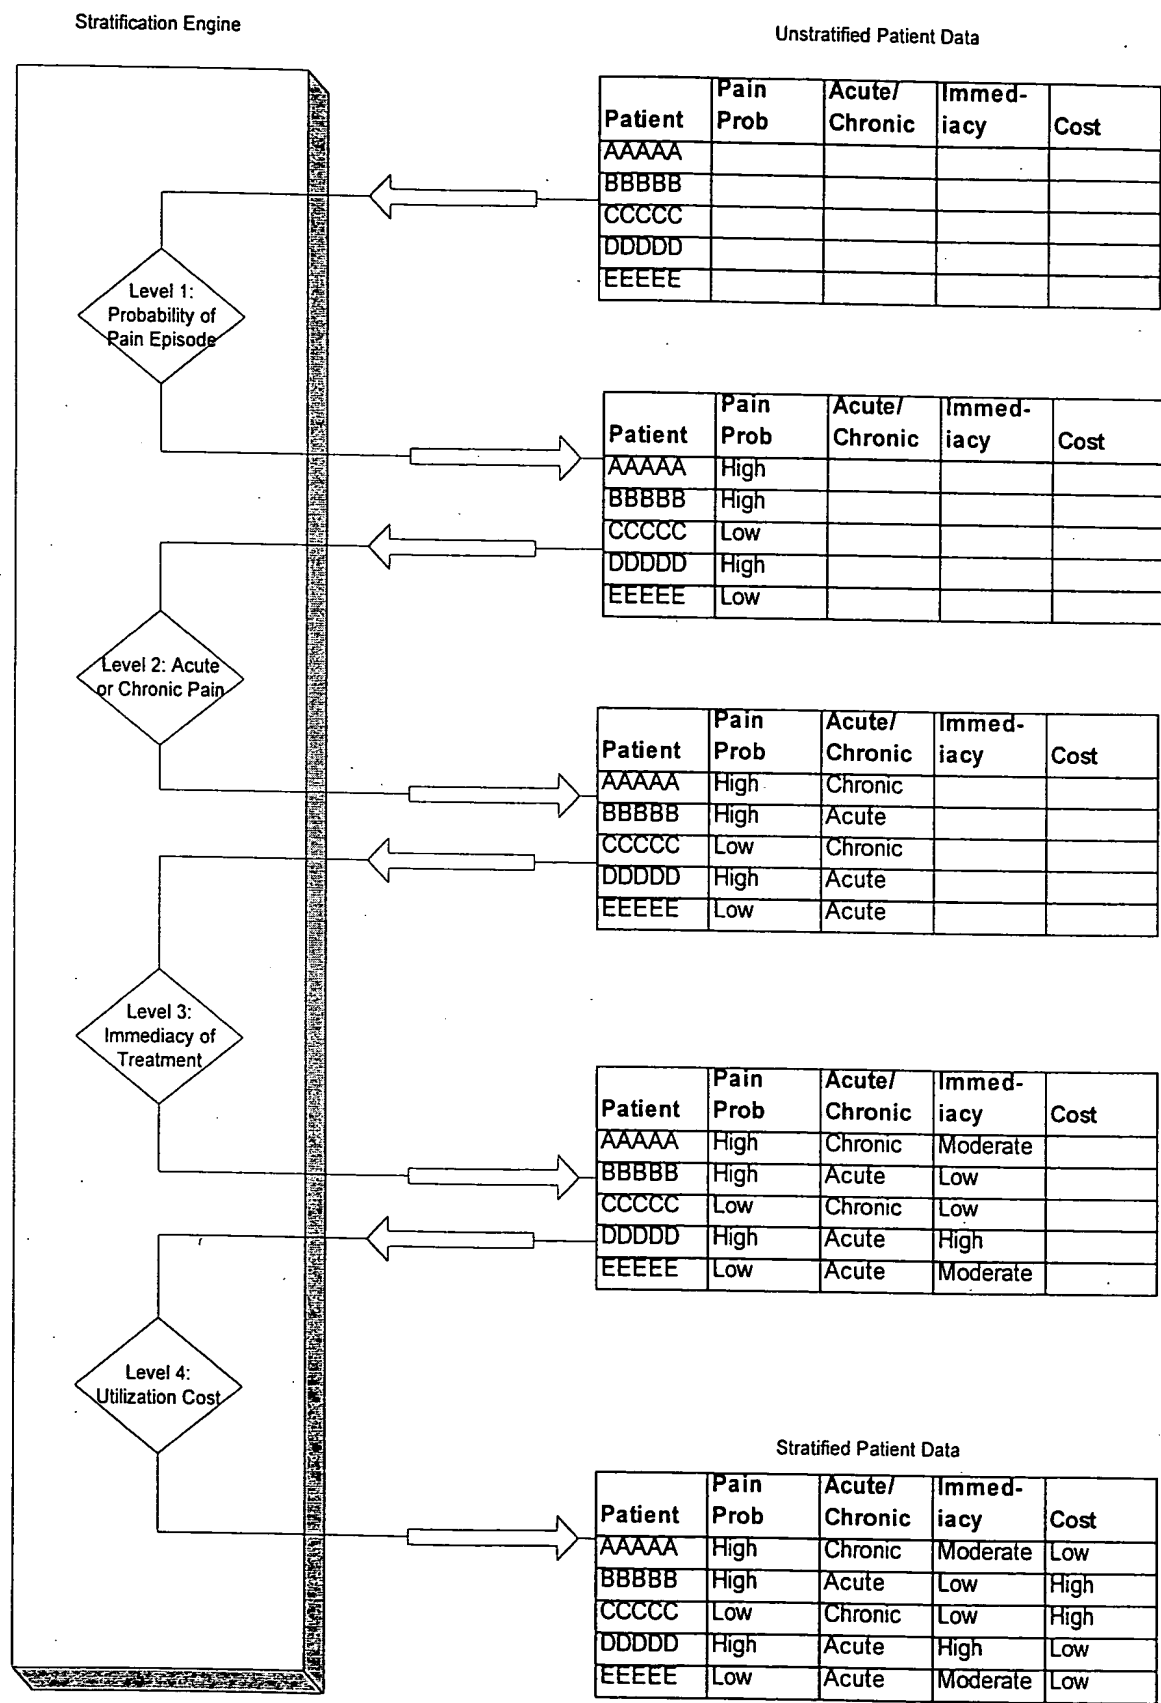 Stratification Engine
Unstratified Patient Data
Patient Pain Prob Acute/ Chronic Immed- iacy Cost
AAAAA
BBBBB
CCCCC
DDDDD
EEEEE
Level 1:
Probability of
Pain Episode
Patient Pain Prob Acute/ Chronic Immed- iacy Cost
AAAAA High
BBBBB High
CCCCC Low
DDDDD High
EEEEE Low
Level 2: Acute
or Chronic Pain
Patient Pain Prob Acute/ Chronic Immed- iacy Cost
AAAAA High Chronic
BBBBB High Acute
CCCCC Low Chronic
DDDDD High Acute
EEEEE Low Acute
Level 3:
Immediacy of
Treatment
Patient Pain Prob Acute/ Chronic Immed- iacy Cost
AAAAA High Chronic Moderate
BBBBB High Acute Low
CCCCC Low Chronic Low
DDDDD High Acute High
EEEEE Low Acute Moderate
Level 4:
Utilization Cost
Stratified Patient Data
Patient Pain Prob Acute/ Chronic Immed- iacy Cost
AAAAA High Chronic Moderate Low
BBBBB High Acute Low High
CCCCC Low Chronic Low High
DDDDD High Acute High Low
EEEEE Low Acute Moderate Low